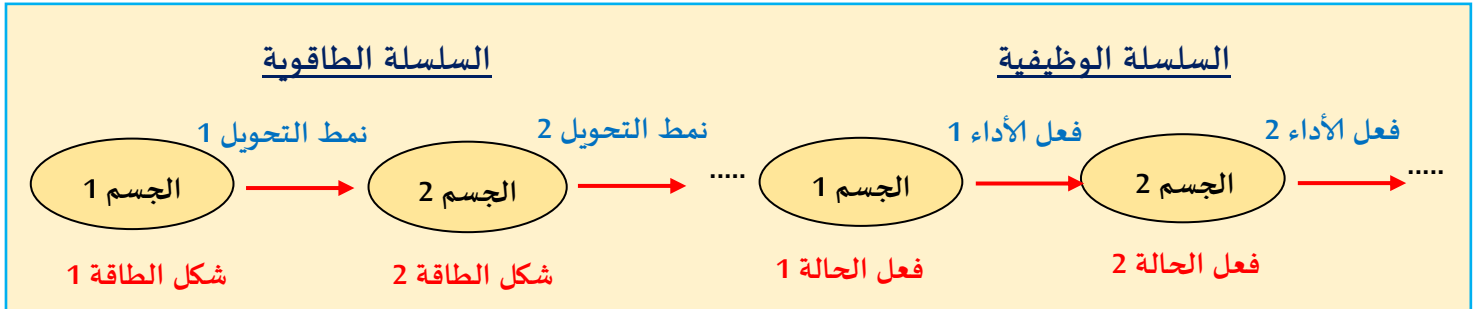 السلسلة الوظيفية
فعل الأداء 1
فعل الأداء 2
الجسم 1
الجسم 2
.....
فعل الحالة 1
فعل الحالة 2
السلسلة الطاقوية
نمط التحويل 1
نمط التحويل 2
الجسم 1
الجسم 2
.....
شكل الطاقة 1
شكل الطاقة 2